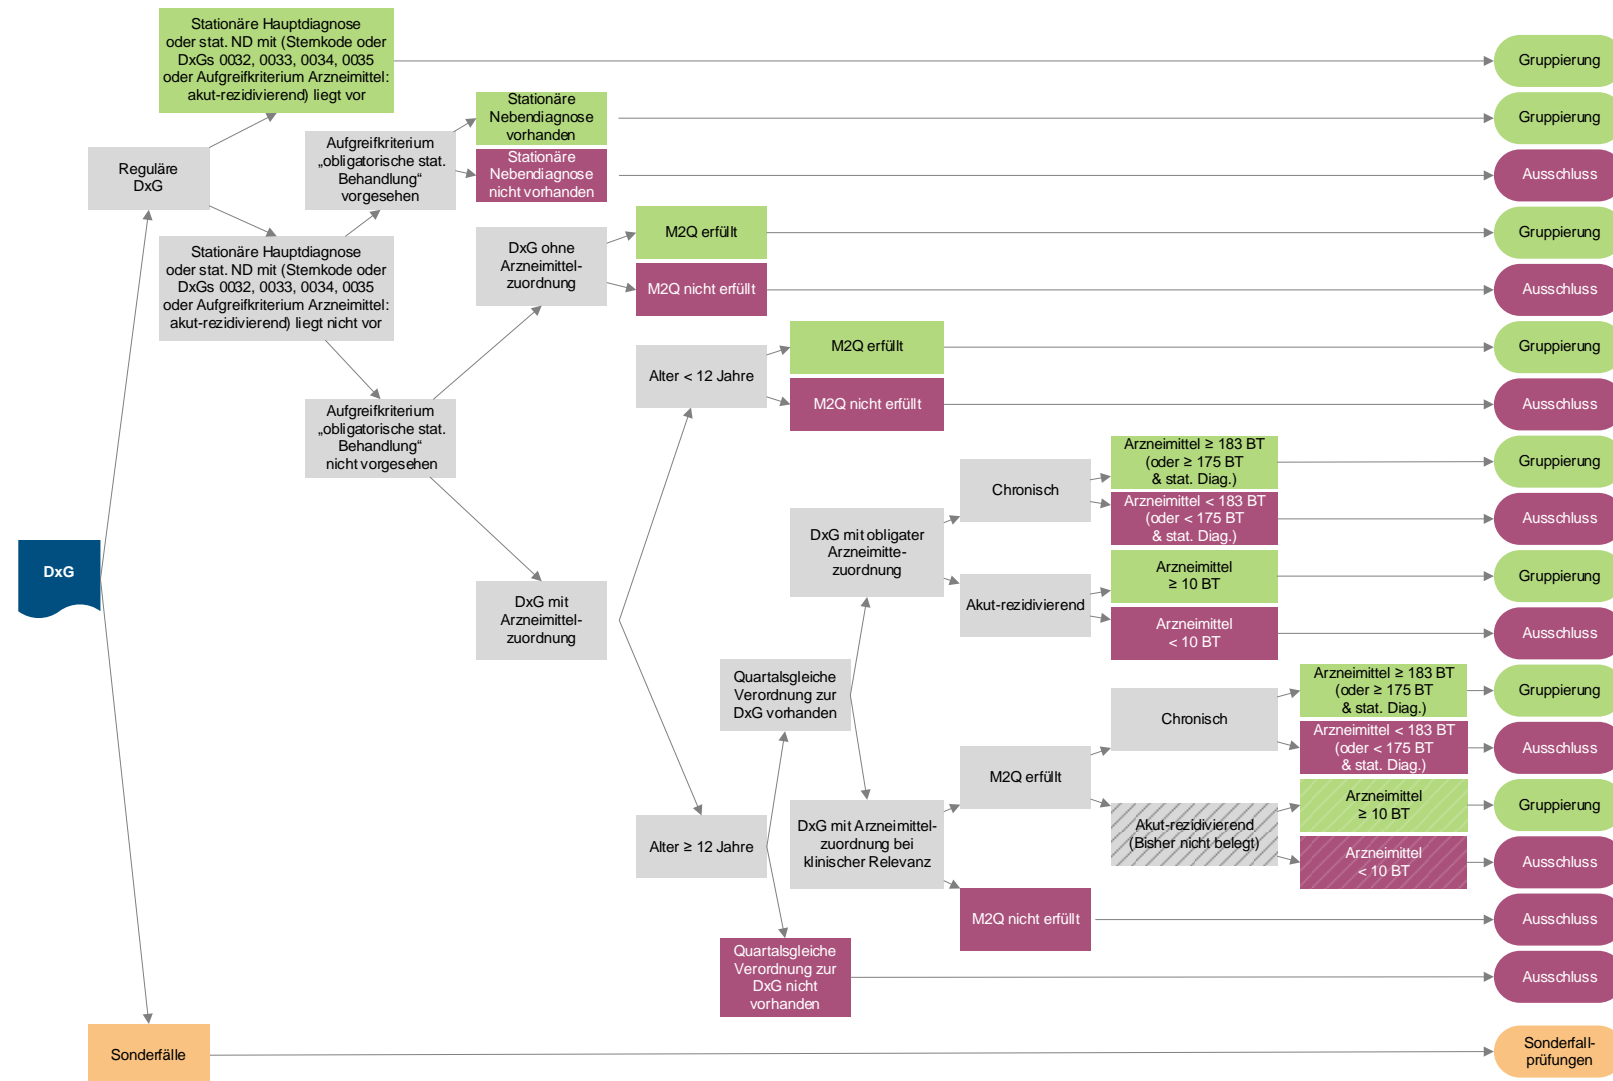 Stationäre Hauptdiagnose
oder stat. ND mit (Sternkode oder
DxGs 0032, 0033, 0034, 0035
oder Aufgreifkriterium Arzneimittel:
akut-rezidivierend) liegt vor
Gruppierung
Stationäre
Nebendiagnose
vorhanden
Gruppierung
Aufgreifkriterium
„obligatorische stat.
Behandlung“
vorgesehen
Stationäre
Nebendiagnose
nicht vorhanden
Ausschluss
Reguläre
DxG
Stationäre Hauptdiagnose
oder stat. ND mit (Sternkode oder
DxGs 0032, 0033, 0034, 0035
oder Aufgreifkriterium Arzneimittel:
akut-rezidivierend) liegt nicht vor
DxG ohne
Arzneimittel-
zuordnung
M2Q erfüllt
Gruppierung
M2Q nicht erfüllt
Ausschluss
Alter < 12 Jahre
M2Q erfüllt
Gruppierung
M2Q nicht erfüllt
Ausschluss
Aufgreifkriterium
„obligatorische stat.
Behandlung“
nicht vorgesehen
Chronisch
Arzneimittel ≥ 183 BT
(oder ≥ 175 BT
& stat. Diag.)
Gruppierung
Arzneimittel < 183 BT
(oder < 175 BT
& stat. Diag.)
Ausschluss
DxG mit obligater
Arzneimitte-
zuordnung
DxG
Akut-rezidivierend
Arzneimittel
≥ 10 BT
Gruppierung
Arzneimittel
< 10 BT
Ausschluss
DxG mit
Arzneimittel-
zuordnung
Quartalsgleiche
Verordnung zur
DxG vorhanden
Chronisch
Arzneimittel ≥ 183 BT
(oder ≥ 175 BT
& stat. Diag.)
Gruppierung
Arzneimittel < 183 BT
(oder < 175 BT
& stat. Diag.)
Ausschluss
M2Q erfüllt
Akut-rezidivierend
(Bisher nicht belegt)
Arzneimittel
≥ 10 BT
Gruppierung
Arzneimittel
< 10 BT
Ausschluss
Alter ≥ 12 Jahre
DxG mit Arzneimittel-
zuordnung bei
klinischer Relevanz
M2Q nicht erfüllt
Ausschluss
Quartalsgleiche
Verordnung zur
DxG nicht
vorhanden
Ausschluss
Sonderfälle
Sonderfall-
prüfungen